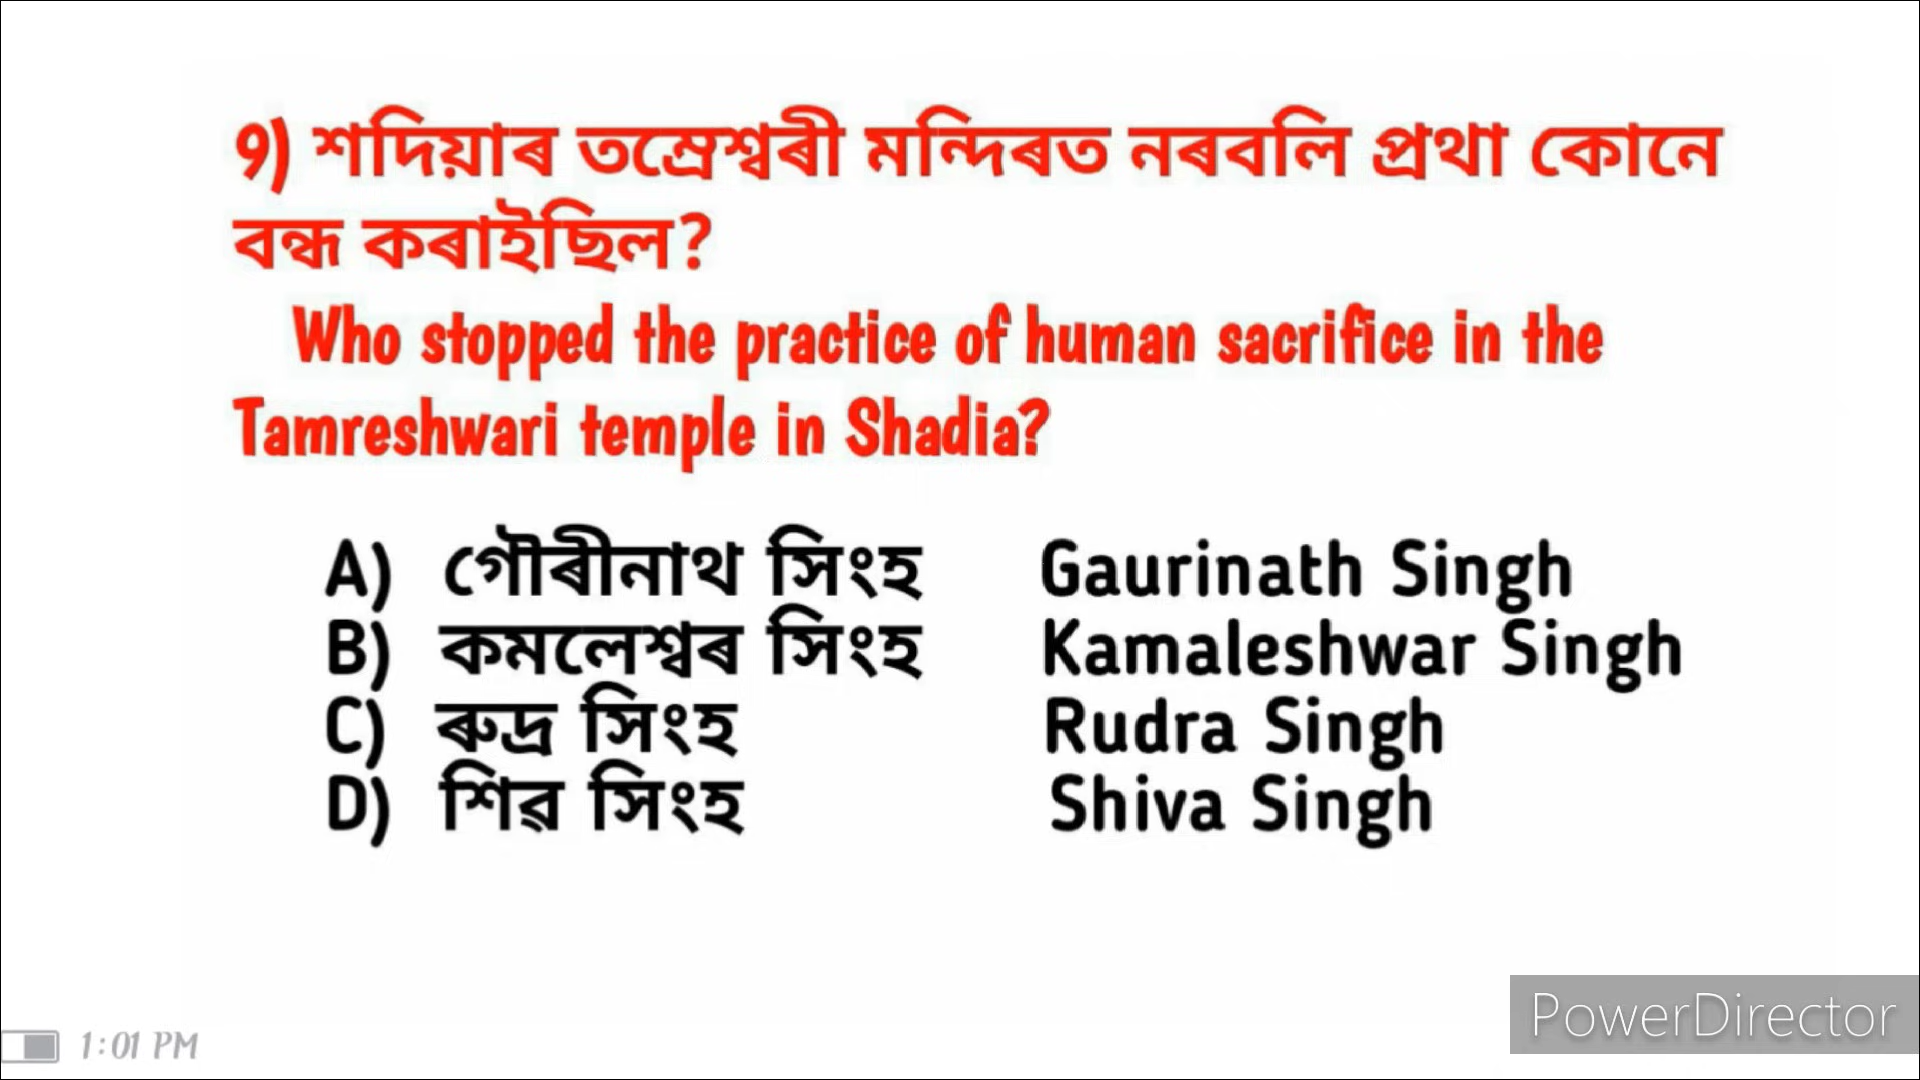 9) শদিয়াৰ তম্ৰেশ্বৰী মন্দিৰত নৰবলি প্ৰথা কোনে
বন্ধ কৰাইছিল?
Who stopped the practice of human sacrifice in the
Tamreshwari temple in Shadia?
A) গৌৰীনাথ সিংহ Gaurinath Singh
B) কমলেশ্বৰ সিংহ Kamaleshwar Singh
C) ৰুদ্ৰ সিংহ Rudra Singh
D) শিৱ সিংহ Shiva Singh
1:01 PM
PowerDirector